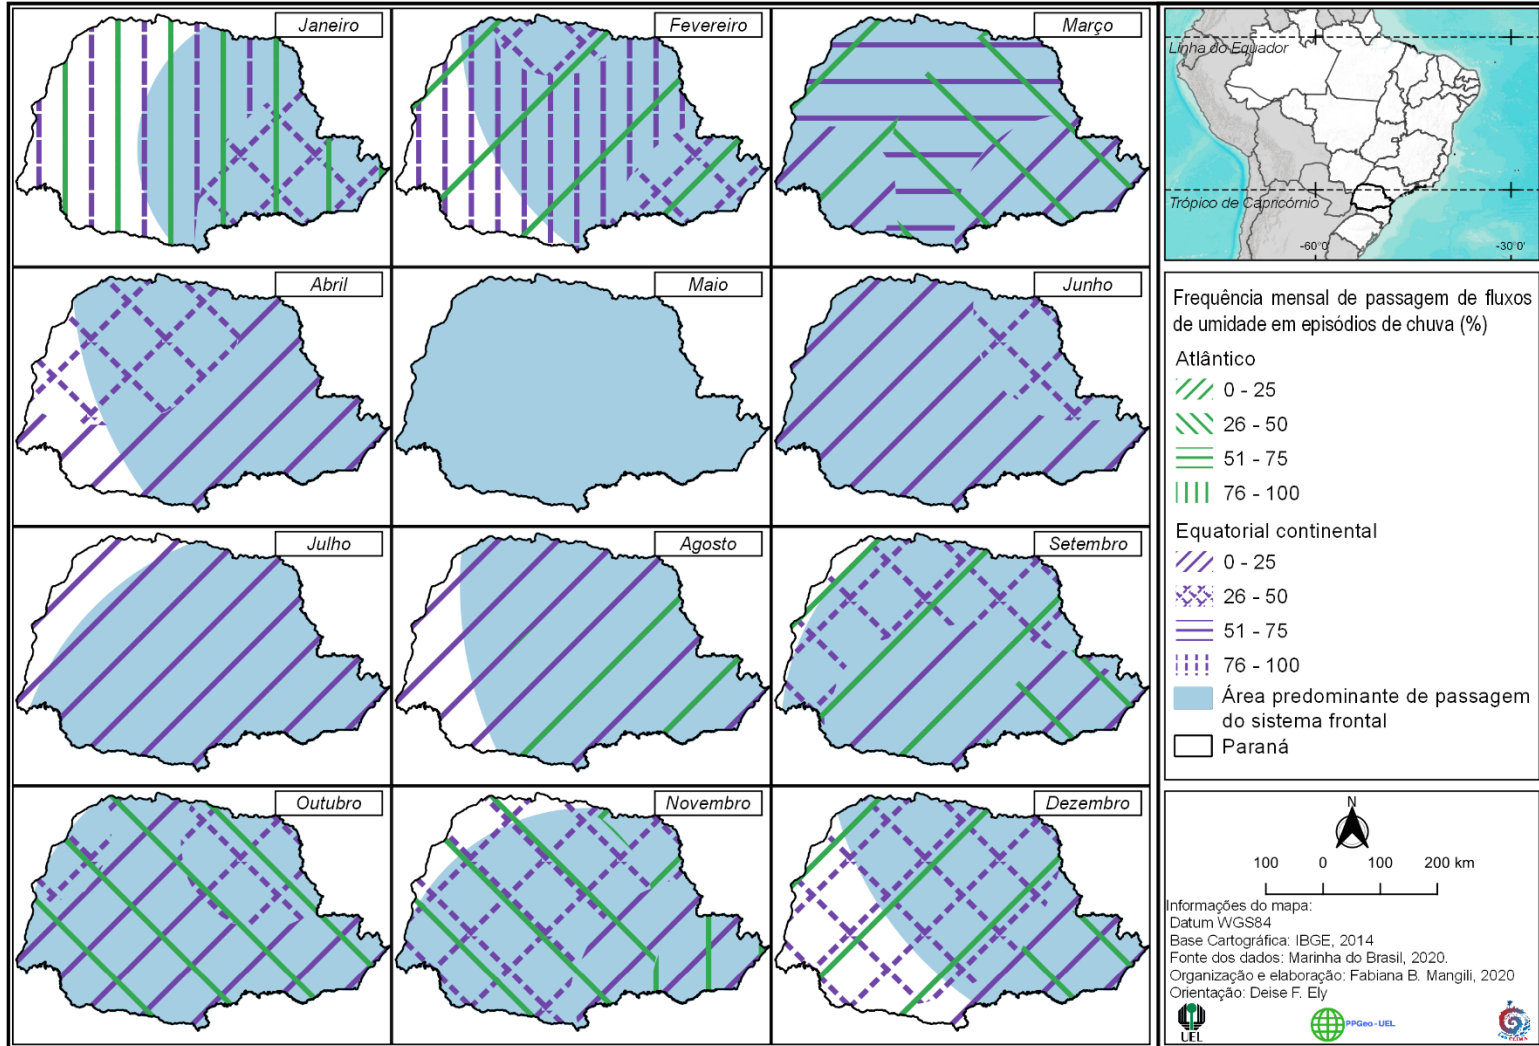 Janeiro
Fevereiro
Março
Abril
Maio
Junho
Julho
Agosto
Setembro
Outubro
Novembro
Dezembro
Linha do Equador
Trópico de Capricórnio
-60°0'
-30°0'
Frequência mensal de passagem de fluxos
de umidade em episódios de chuva (%)
Atlântico
0 - 25
26 - 50
51 - 75
76 - 100
Equatorial continental
0 - 25
26 - 50
51 - 75
76 - 100
Área predominante de passagem
do sistema frontal
Paraná
N
100 0 100 200 km
Informações do mapa:
Datum WGS84
Base Cartográfica: IBGE, 2014
Fonte dos dados: Marinha do Brasil, 2020.
Organização e elaboração: Fabiana B. Mangili, 2020
Orientação: Deise F. Ely
UEL
PPGeo - UEL